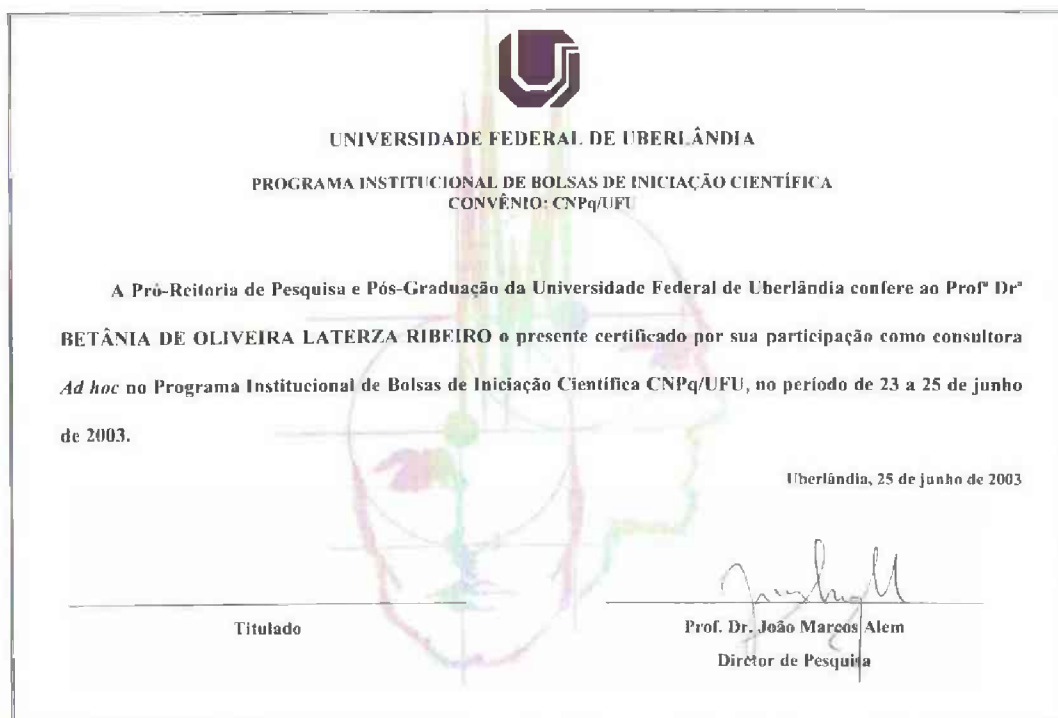 UNIVERSIDADE FEDERAL DE UBERLÂNDIA
PROGRAMA INSTITUCIONAL DE BOLSAS DE INICIAÇÃO CIENTÍFICA
CONVÊNIO: CNPq/UFU
A Pró-Reitoria de Pesquisa e Pós-Graduação da Universidade Federal de Uberlândia confere ao Profª Drª
BETÂNIA DE OLIVEIRA LATERZA RIBEIRO o presente certificado por sua participação como consultora
Ad hoc no Programa Institucional de Bolsas de Iniciação Científica CNPq/UFU, no período de 23 a 25 de junho
de 2003.
Uberlândia, 25 de junho de 2003
Titulado
Prof. Dr. João Marcos Alem
Diretor de Pesquisa